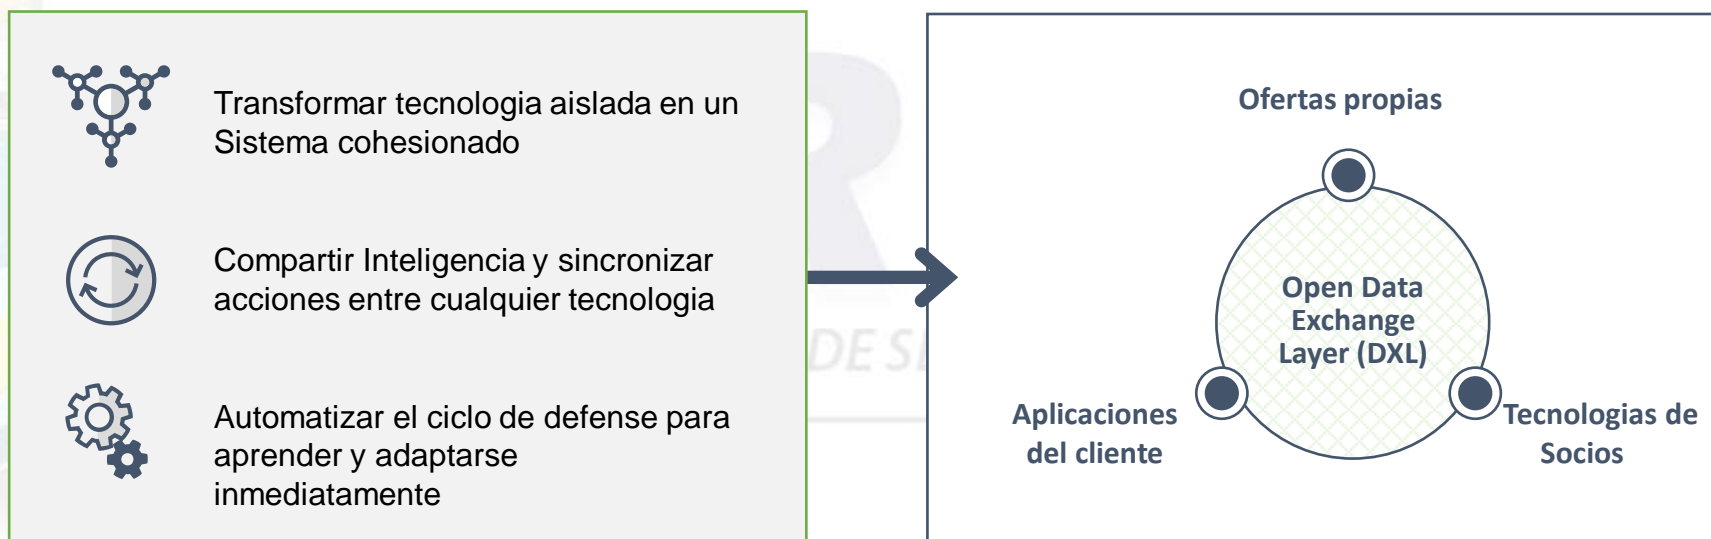 Transformar tecnologia aislada en un
Sistema cohesionado
Compartir Inteligencia y sincronizar
acciones entre cualquier tecnologia
Automatizar el ciclo de defense para
aprender y adaptarse
inmediatamente
Ofertas propias
Open Data
Exchange
Layer (DXL)
Aplicaciones
del cliente
Tecnologias de
Socios
R
DE S